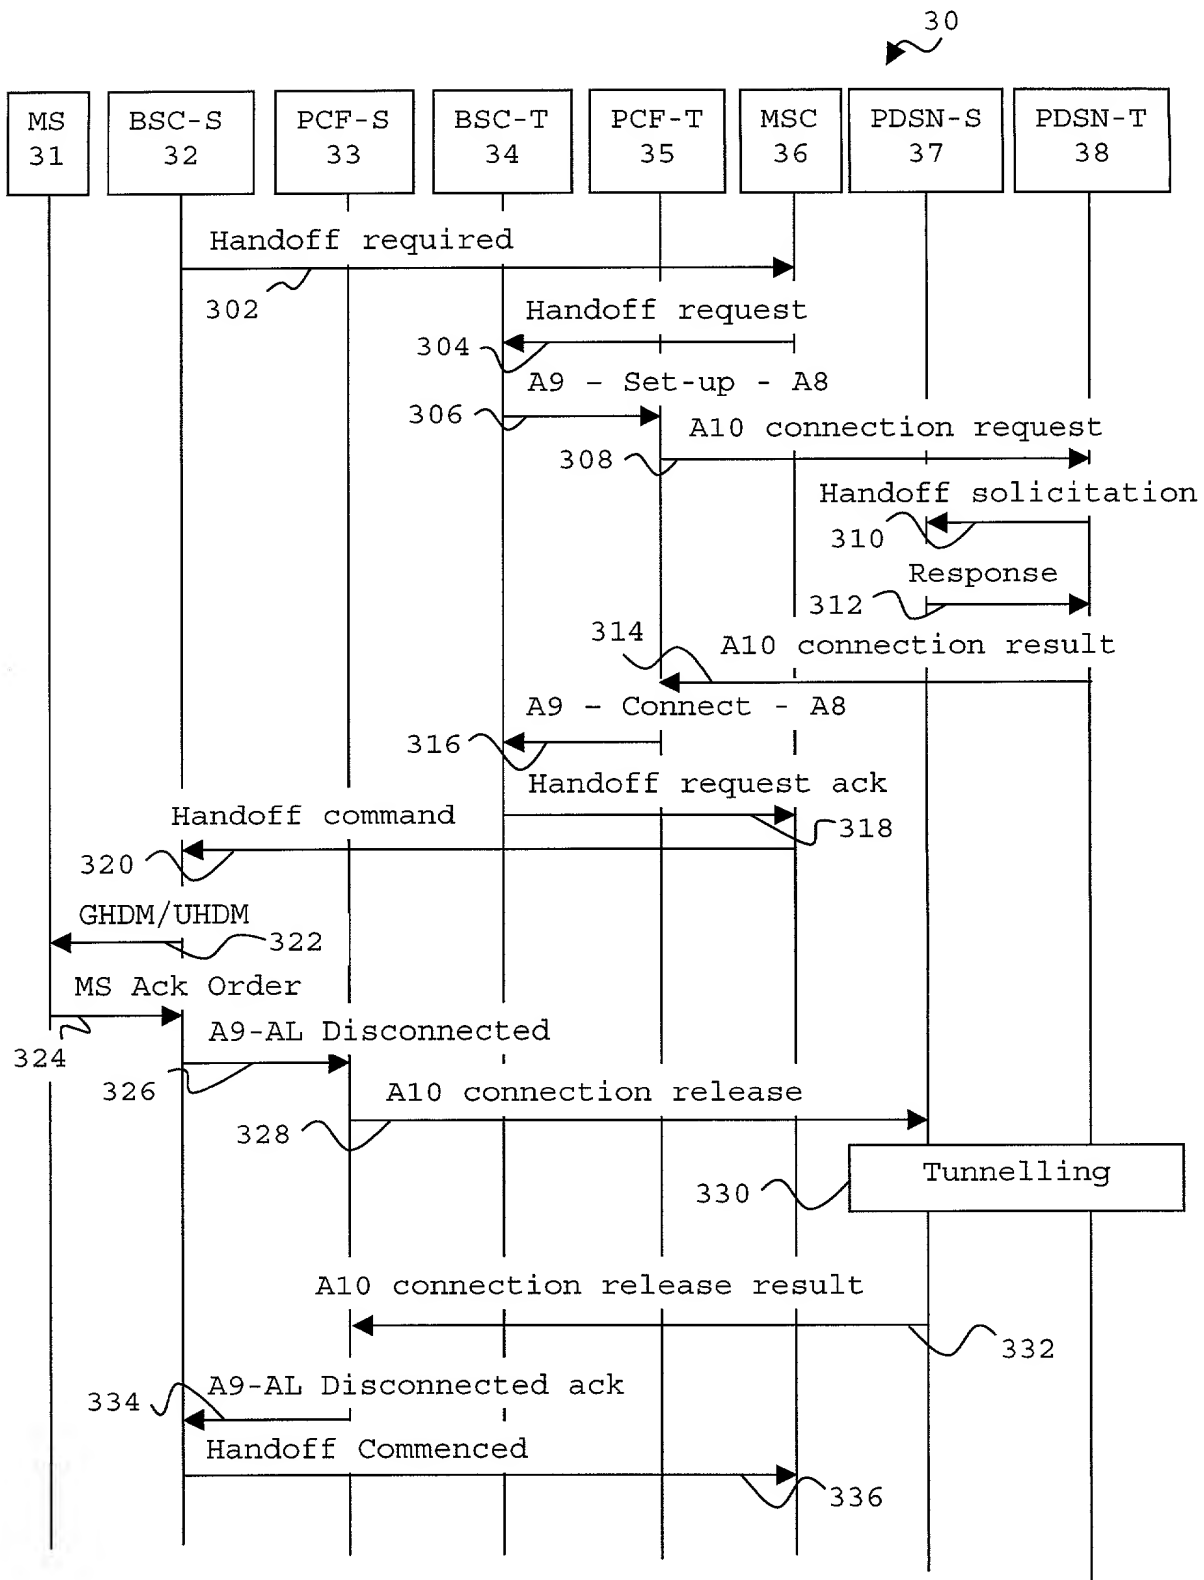 30
MS
31
BSC-S
32
PCF-S
33
BSC-T
34
PCF-T
35
MSC
36
PDSN-S
37
PDSN-T
38
Handoff required
302
Handoff request
304
A9 – Set-up - A8
306
A10 connection request
308
Handoff solicitation
310
Response
312
314
A10 connection result
A9 – Connect - A8
316
Handoff request ack
318
Handoff command
320
GHDM/UHDM
322
MS Ack Order
324
A9-AL Disconnected
326
A10 connection release
328
Tunnelling
330
A10 connection release result
332
A9-AL Disconnected ack
334
Handoff Commenced
336